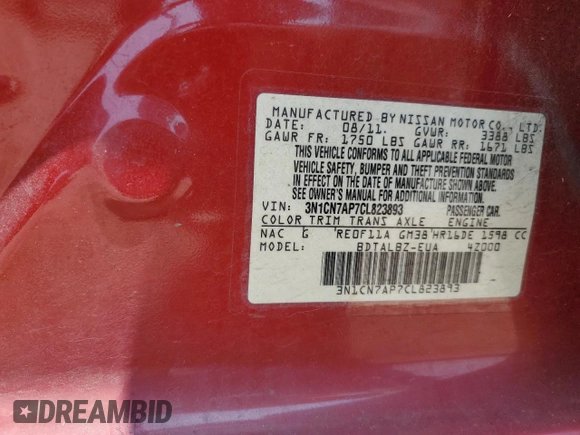 MANUFACTURED BY NISSAN MOTOR CO., LTD.
DATE: 08/11. GVWR: 3388 LBS
GAWR FR: 1750 LBS GAWR RR: 1671 LBS
THIS VEHICLE CONFORMS TO ALL APPLICABLE FEDERAL MOTOR
VEHICLE SAFETY, BUMPER AND THEFT PREVENTION STANDARDS
IN EFFECT ON THE DATE OF MANUFACTURE SHOWN ABOVE.
SEE OWNER'S MANUAL FOR ADDITIONAL INFORMATION.
VIN: 3N1CN7AP7CL823893 PASSENGER CAR.
COLOR TRIM TRANS AXLE ENGINE
NAC G RE0F11A GM38 HR16DE 1598 CC
MODEL: BDTALBZ-EUA 42000
3N1CN7AP7CL823893
DREAMBID